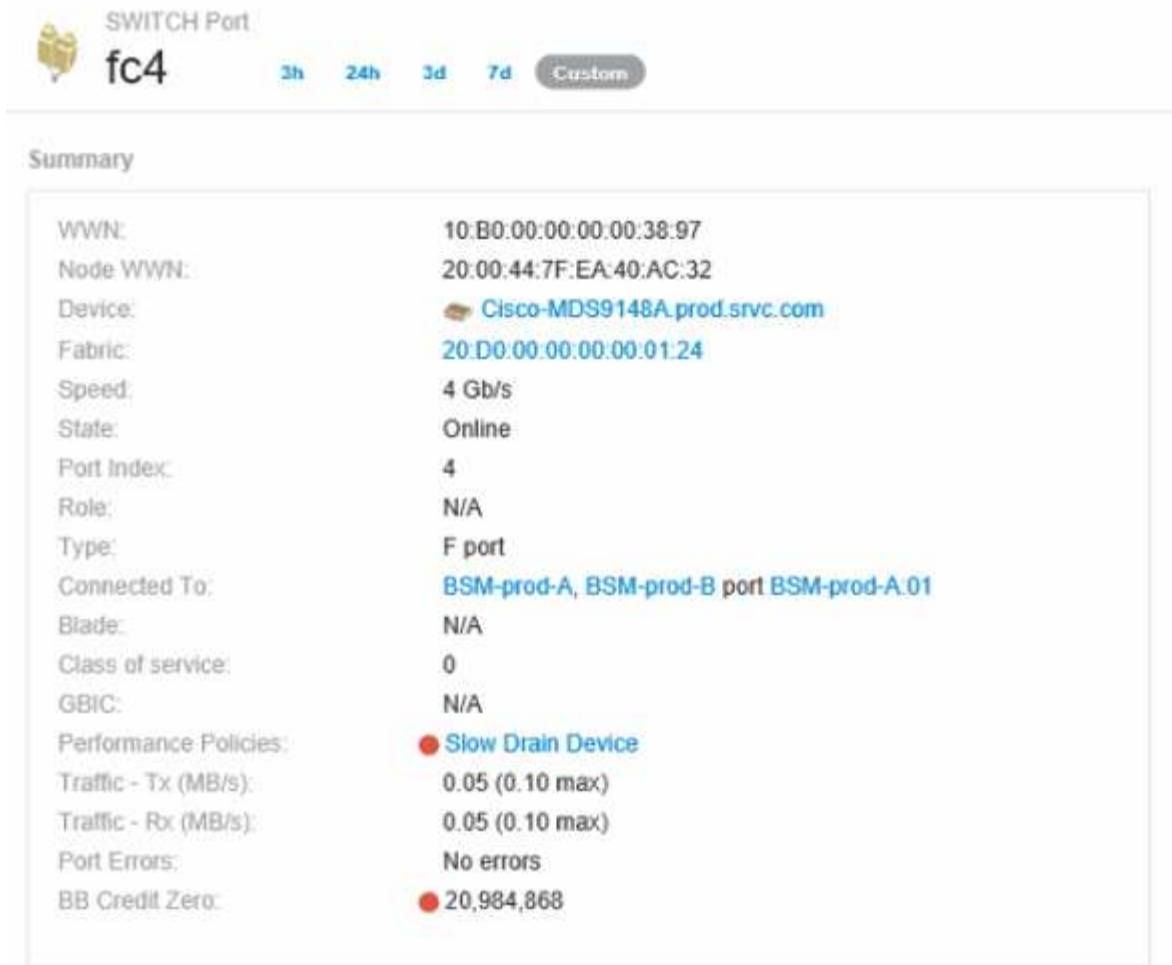 SWITCH Port
fc4 3h 24h 3d 7d Custom
Summary
WWN: 10:B0:00:00:00:00:38:97
Node WWN: 20:00:44:7F:EA:40:AC:32
Device: Cisco-MDS9148A.prod.srvc.com
Fabric: 20:D0:00:00:00:00:01:24
Speed: 4 Gb/s
State: Online
Port Index: 4
Role: N/A
Type: F port
Connected To: BSM-prod-A, BSM-prod-B port BSM-prod-A:01
Blade: N/A
Class of service: 0
GBIC: N/A
Performance Policies: Slow Drain Device
Traffic - Tx (MB/s): 0.05 (0.10 max)
Traffic - Rx (MB/s): 0.05 (0.10 max)
Port Errors: No errors
BB Credit Zero: 20,984,868